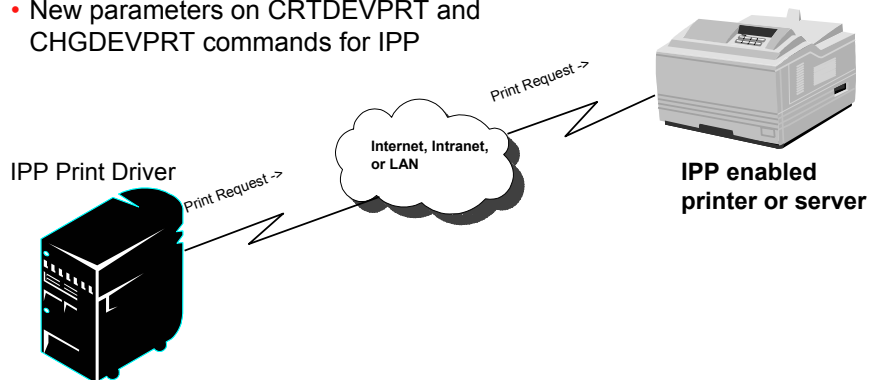 • New parameters on CRTDEVPRT and
CHGDEVPRT commands for IPP
Print Request ->
Internet, Intranet,
or LAN
IPP Print Driver
Print Request ->
IPP enabled
printer or server